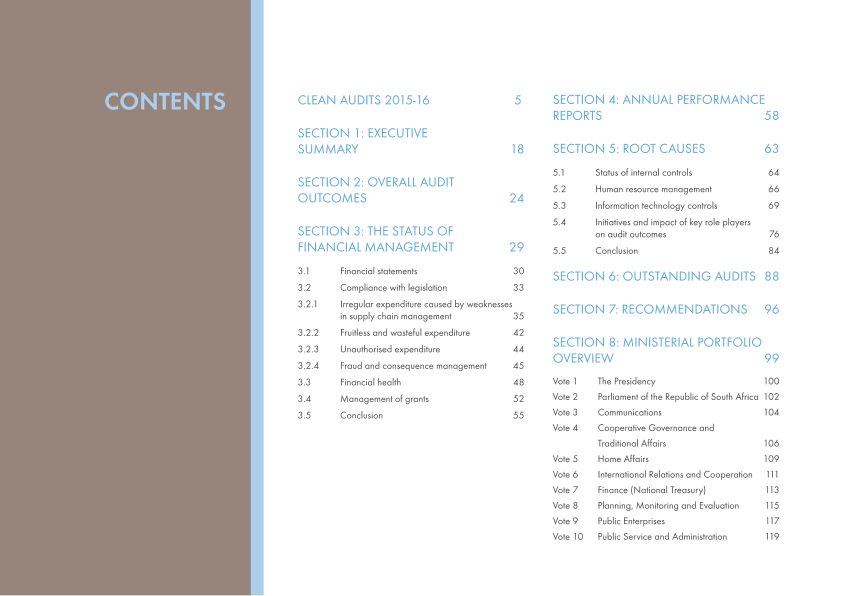 CONTENTS
CLEAN AUDITS 2015-16 5
SECTION 1: EXECUTIVE
SUMMARY 18
SECTION 2: OVERALL AUDIT
OUTCOMES 24
SECTION 3: THE STATUS OF
FINANCIAL MANAGEMENT 29
3.1 Financial statements 30
3.2 Compliance with legislation 33
3.2.1 Irregular expenditure caused by weaknesses
in supply chain management 35
3.2.2 Fruitless and wasteful expenditure 42
3.2.3 Unauthorised expenditure 44
3.2.4 Fraud and consequence management 45
3.3 Financial health 48
3.4 Management of grants 52
3.5 Conclusion 55
SECTION 4: ANNUAL PERFORMANCE
REPORTS 58
SECTION 5: ROOT CAUSES 63
5.1 Status of internal controls 64
5.2 Human resource management 66
5.3 Information technology controls 69
5.4 Initiatives and impact of key role players
on audit outcomes 76
5.5 Conclusion 84
SECTION 6: OUTSTANDING AUDITS 88
SECTION 7: RECOMMENDATIONS 96
SECTION 8: MINISTERIAL PORTFOLIO
OVERVIEW 99
Vote 1 The Presidency 100
Vote 2 Parliament of the Republic of South Africa 102
Vote 3 Communications 104
Vote 4 Cooperative Governance and
Traditional Affairs 106
Vote 5 Home Affairs 109
Vote 6 International Relations and Cooperation 111
Vote 7 Finance (National Treasury) 113
Vote 8 Planning, Monitoring and Evaluation 115
Vote 9 Public Enterprises 117
Vote 10 Public Service and Administration 119